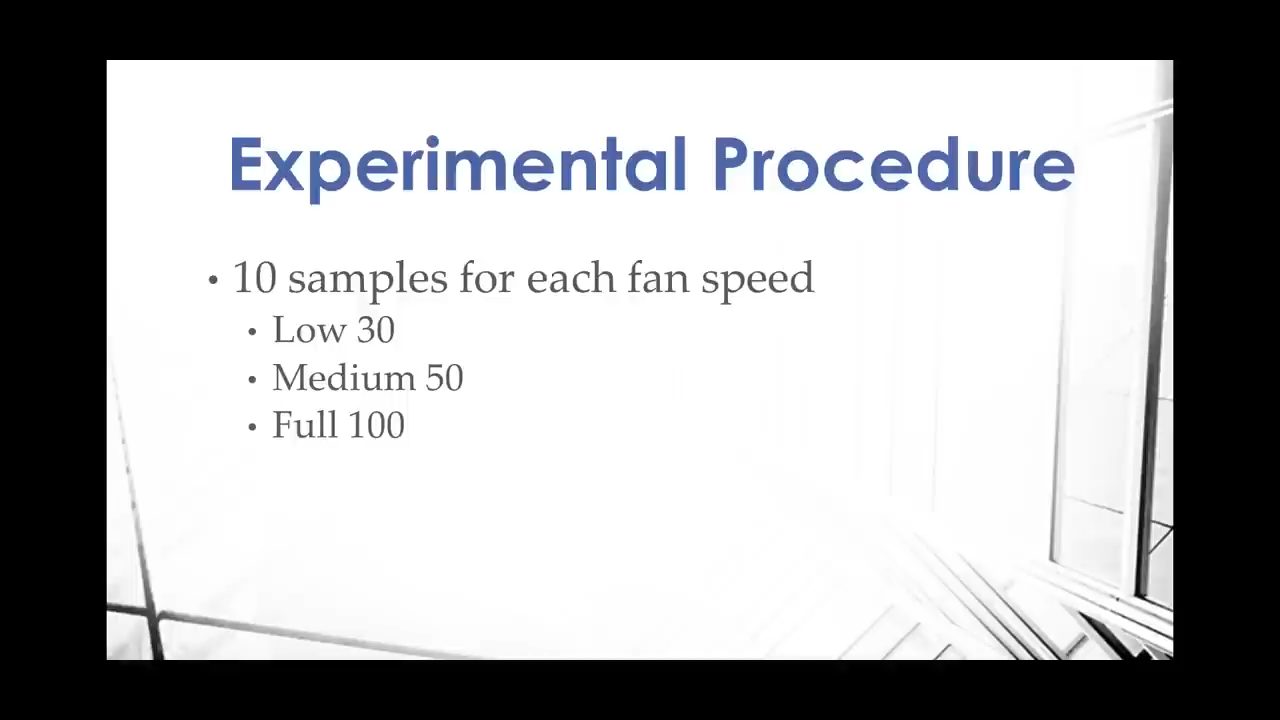 Experimental Procedure
• 10 samples for each fan speed
• Low 30
• Medium 50
• Full 100